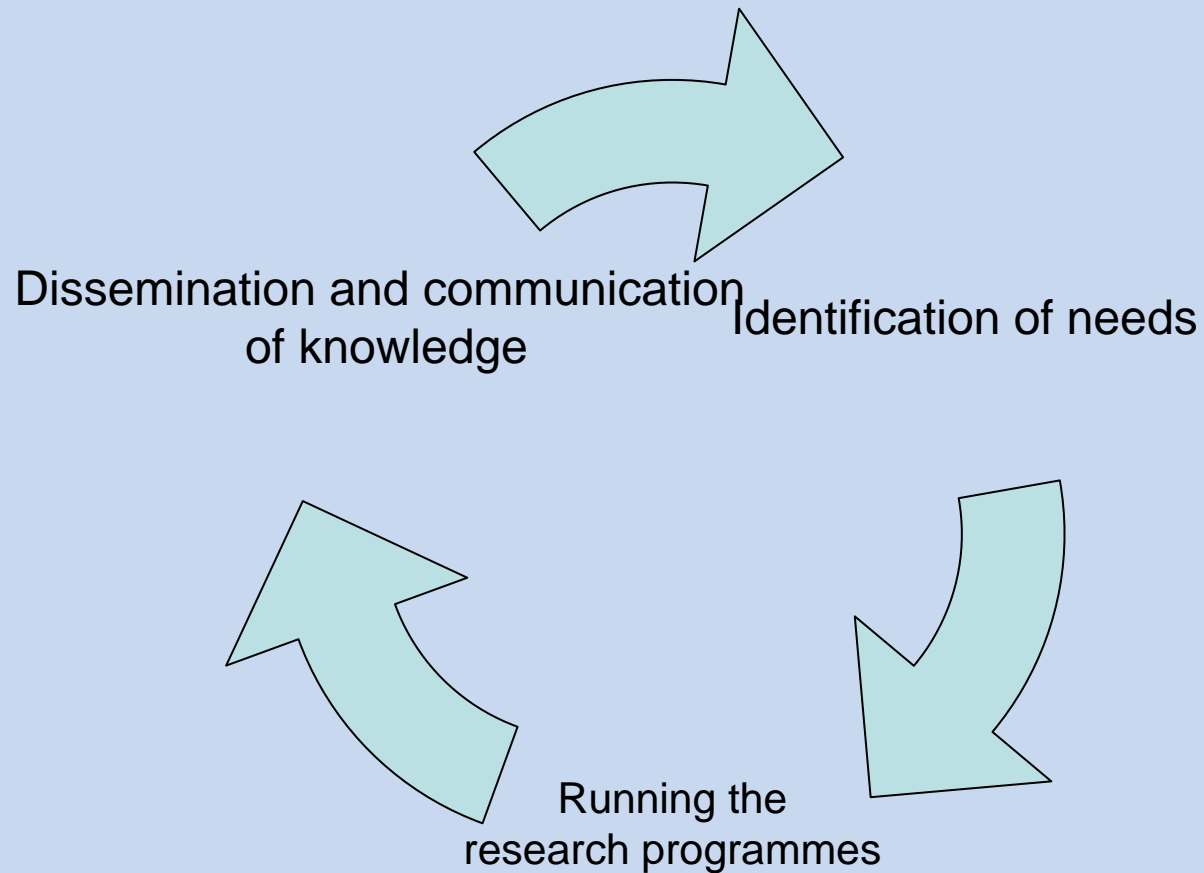 Dissemination and communication
of knowledge
Identification of needs
Running the
research programmes